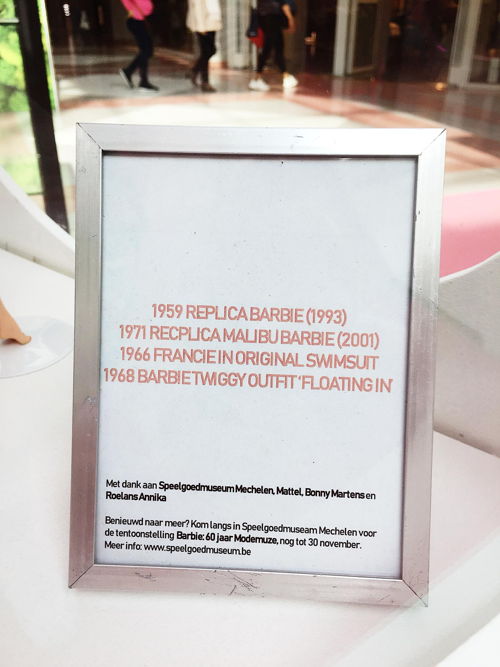 1959 REPLICA BARBIE (1993)
1971 RECPLICA MALIBU BARBIE (2001)
1966 FRANCIE IN ORIGINAL SWIMSUIT
1968 BARBIE TWIGGY OUTFIT 'FLOATING IN'
Met dank aan Speelgoedmuseum Mechelen, Mattel, Bonny Martens en
Roelans Annika
Benieuwd naar meer? Kom langs in Speelgoedmuseam Mechelen voor
de tentoonstelling Barbie: 60 jaar Modemuze, nog tot 30 november.
Meer info: www.speelgoedmuseum.be